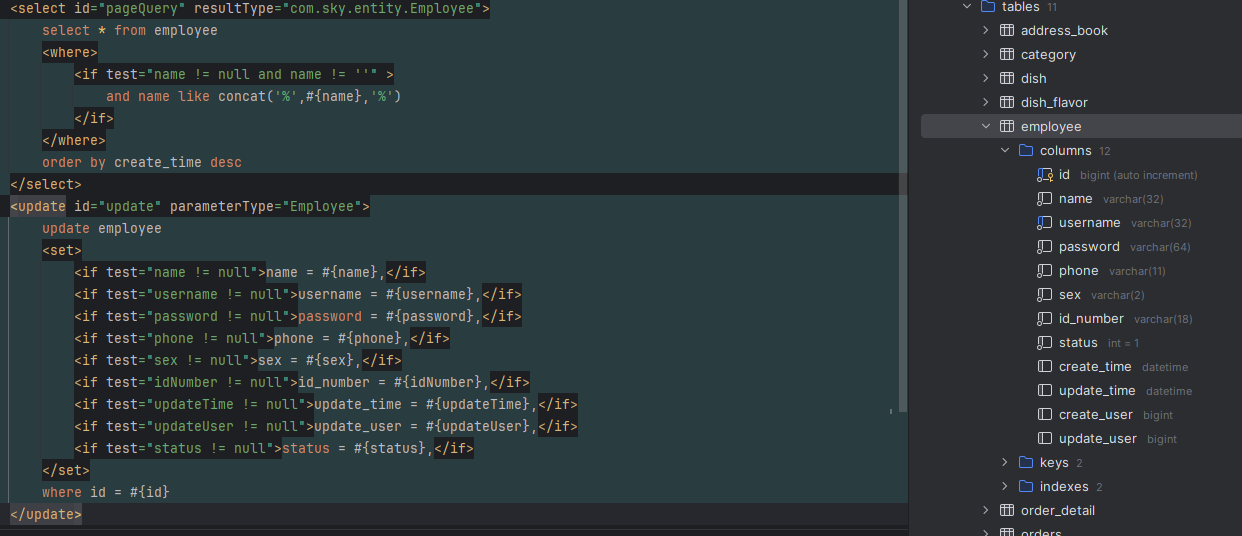 <select id="pageQuery" resultType="com.sky.entity.Employee">
    select * from employee
    <where>
        <if test="name != null and name != ''" >
            and name like concat('%',#{name},'%')
        </if>
    </where>
    order by create_time desc
</select>
<update id="update" parameterType="Employee">
    update employee
    <set>
        <if test="name != null">name = #{name},</if>
        <if test="username != null">username = #{username},</if>
        <if test="password != null">password = #{password},</if>
        <if test="phone != null">phone = #{phone},</if>
        <if test="sex != null">sex = #{sex},</if>
        <if test="idNumber != null">id_number = #{idNumber},</if>
        <if test="updateTime != null">update_time = #{updateTime},</if>
        <if test="updateUser != null">update_user = #{updateUser},</if>
        <if test="status != null">status = #{status},</if>
    </set>
    where id = #{id}
</update>
tables 11
address_book
category
dish
dish_flavor
employee
columns 12
id bigint (auto increment)
name varchar(32)
username varchar(32)
password varchar(64)
phone varchar(11)
sex varchar(2)
id_number varchar(18)
status int = 1
create_time datetime
update_time datetime
create_user bigint
update_user bigint
keys 2
indexes 2
order_detail
orders